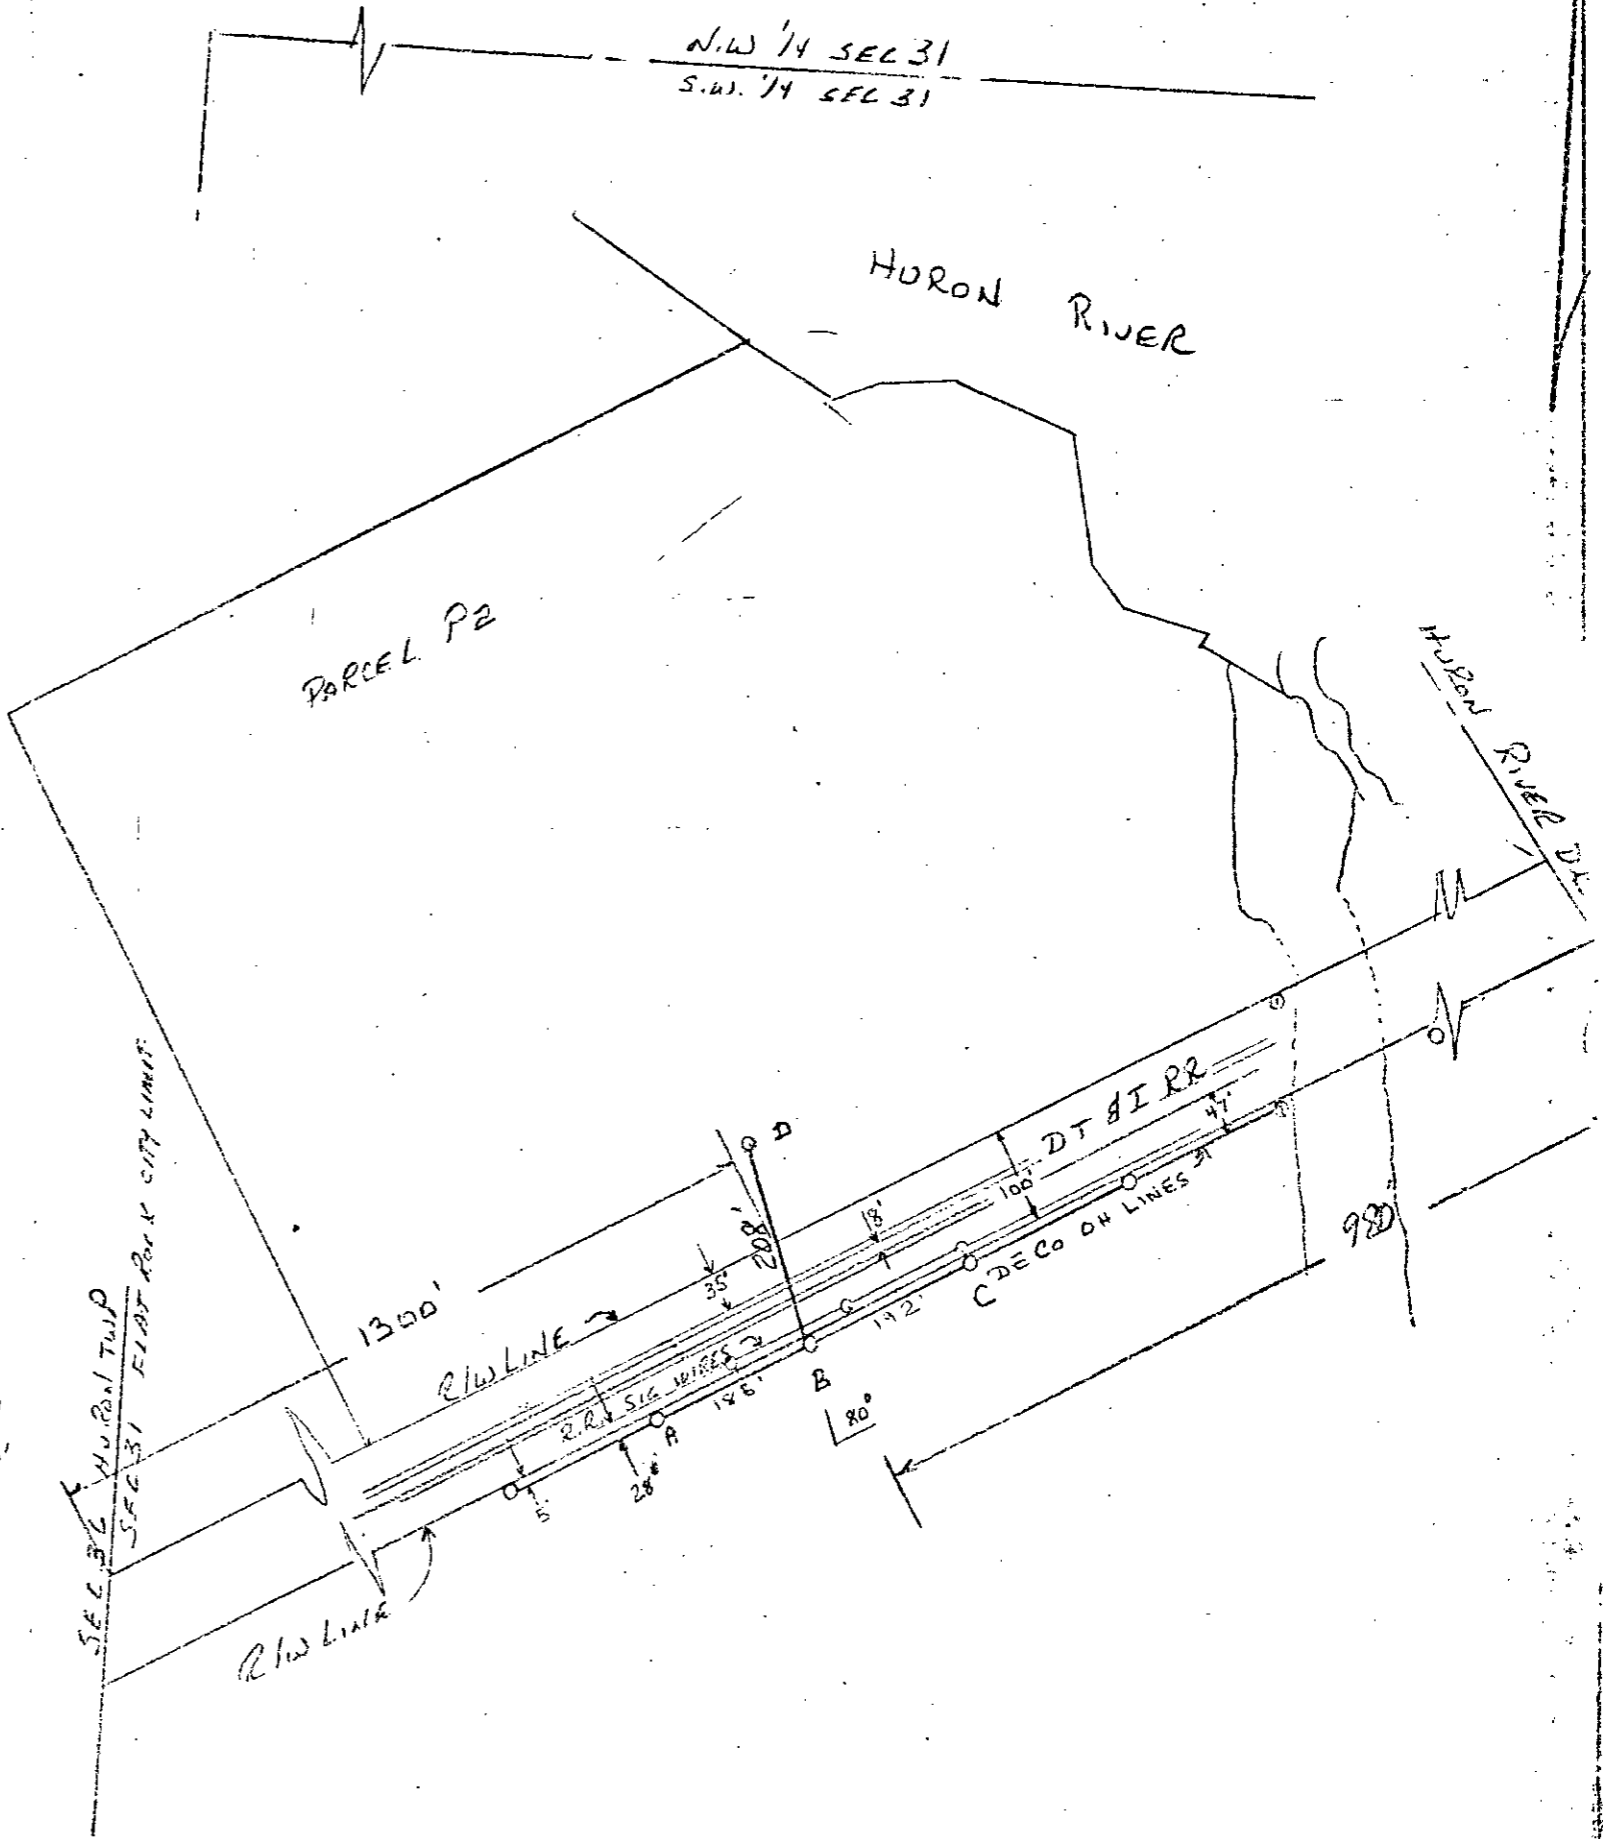 N.W 1/4 SEC 31
S.W. 1/4 SEC 31
HURON RIVER
PARCEL P2
HURON RIVER DR.
DT & I RR
D
208'
18'
100'
47'
35'
1300'
R/W LINE
R.R. SIG WIRES
DECO OH LINES
980'
192'
C
B
80°
185'
A
28'
5'
SEC 36 HURON TWP
SEC 31 FLAT ROCK CITY LIMIT
R/W LINE